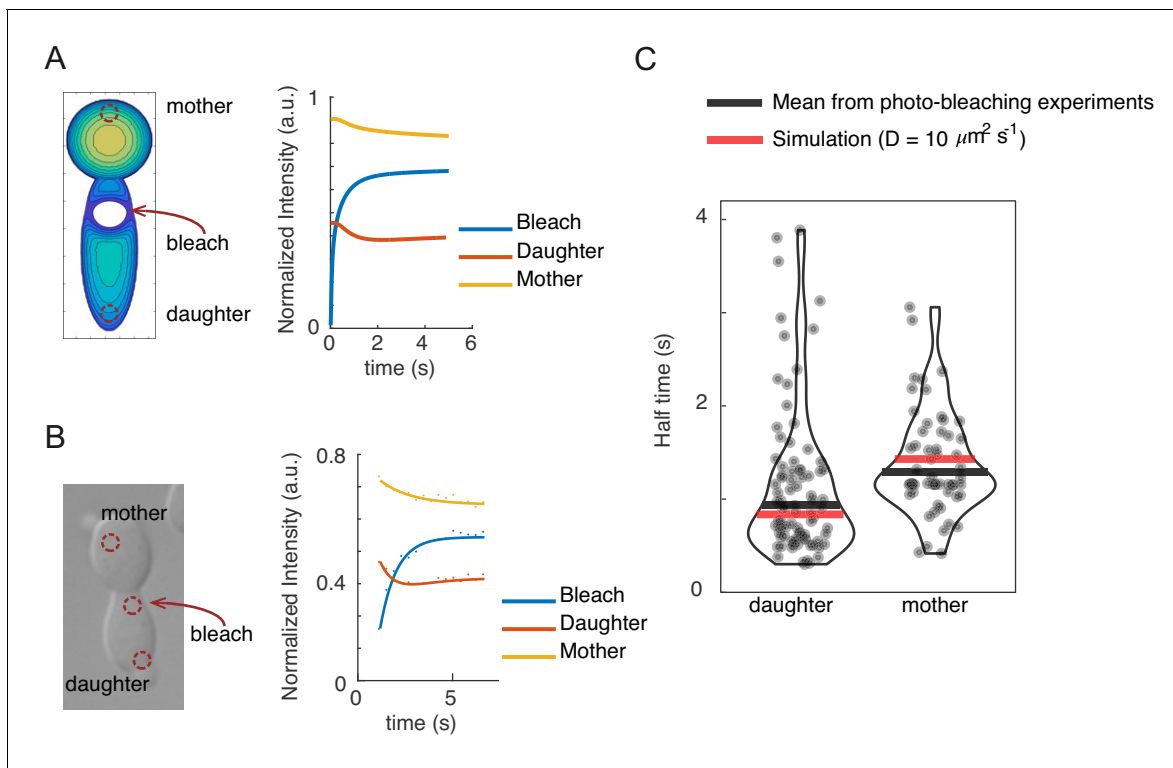 A
mother
bleach
daughter
Normalized Intensity (a.u.)
1
0
0 2 4 6
time (s)
Bleach
Daughter
Mother
B
mother
bleach
daughter
Normalized Intensity (a.u.)
0.8
0.4
0
0 5
time (s)
Bleach
Daughter
Mother
C
Mean from photo-bleaching experiments
Simulation (D = 10 μm² s⁻¹)
Half time (s)
4
2
0
daughter mother